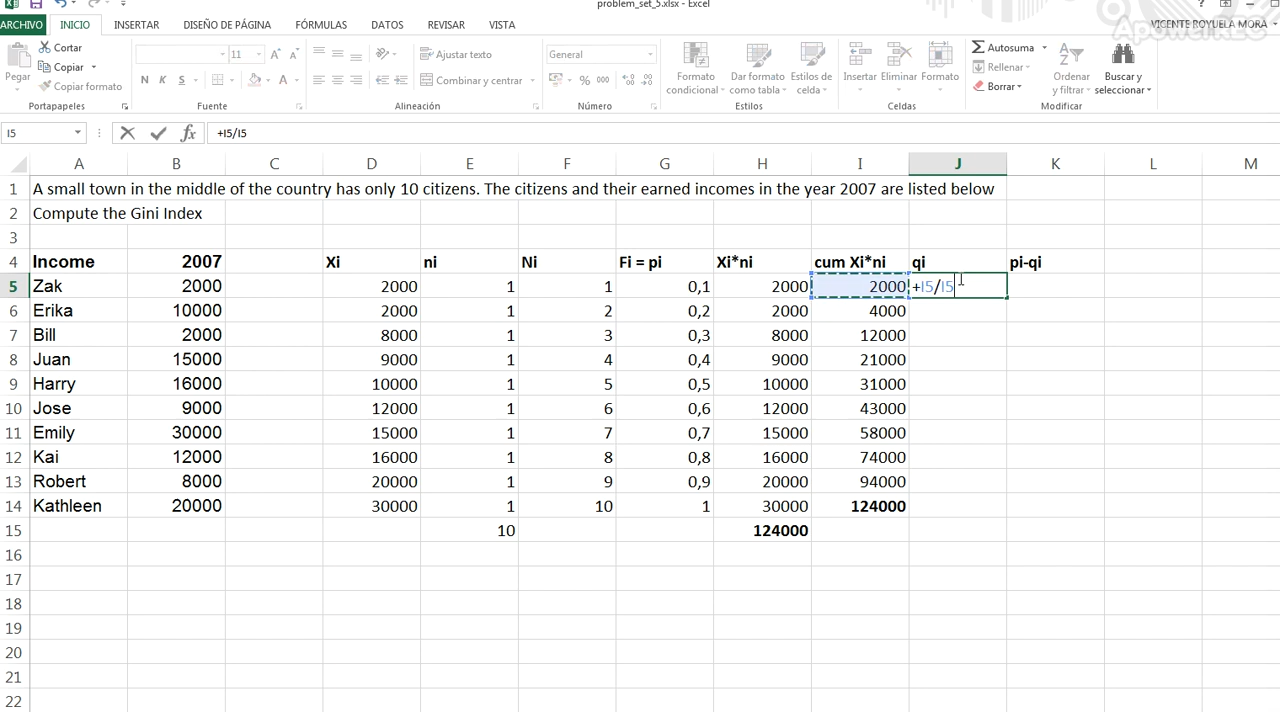 problem_set_5.xlsx - Excel
ARCHIVO INICIO INSERTAR DISEÑO DE PÁGINA FÓRMULAS DATOS REVISAR VISTA VICENTE ROYUELA MORA
ApowerREC
Pegar Cortar Copiar Copiar formato
11 A A
N K S A
Ajustar texto
Combinar y centrar
General
% 000
Formato condicional Dar formato como tabla Estilos de celda
Insertar Eliminar Formato
Autosuma Rellenar Borrar
Ordenar y filtrar Buscar y seleccionar
Portapapeles Fuente Alineación Número Estilos Celdas Modificar
I5 fx +I5/I5
A B C D E F G H I J K L M
1 A small town in the middle of the country has only 10 citizens. The citizens and their earned incomes in the year 2007 are listed below
2 Compute the Gini Index
3
4 Income 2007 Xi ni Ni Fi = pi Xi*ni cum Xi*ni qi pi-qi
5 Zak 2000 2000 1 1 0,1 2000 2000 +I5/I5
6 Erika 10000 2000 1 2 0,2 2000 4000
7 Bill 2000 8000 1 3 0,3 8000 12000
8 Juan 15000 9000 1 4 0,4 9000 21000
9 Harry 16000 10000 1 5 0,5 10000 31000
10 Jose 9000 12000 1 6 0,6 12000 43000
11 Emily 30000 15000 1 7 0,7 15000 58000
12 Kai 12000 16000 1 8 0,8 16000 74000
13 Robert 8000 20000 1 9 0,9 20000 94000
14 Kathleen 20000 30000 1 10 1 30000 124000
15 10 124000
16
17
18
19
20
21
22